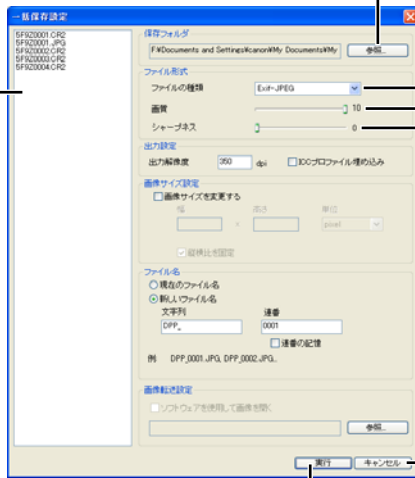 一括保存設定
5F9Z0001.CR2
5F9Z0001.JPG
5F9Z0002.CR2
5F9Z0003.CR2
5F9Z0004.CR2
保存フォルダ
F:¥Documents and Settings¥canon¥My Documents¥My
参照...
ファイル形式
ファイルの種類 Exif-JPEG
画質 10
シャープネス 0
出力設定
出力解像度 350 dpi ICCプロファイル埋め込み
画像サイズ設定
画像サイズを変更する
幅 高さ 単位
x pixel
縦横比を固定
ファイル名
現在のファイル名
新しいファイル名
文字列 連番
DPP_ 0001
連番の記憶
例 DPP_0001.JPG, DPP_0002.JPG...
画像転送設定
ソフトウェアを使用して画像を開く
参照...
実行 キャンセル